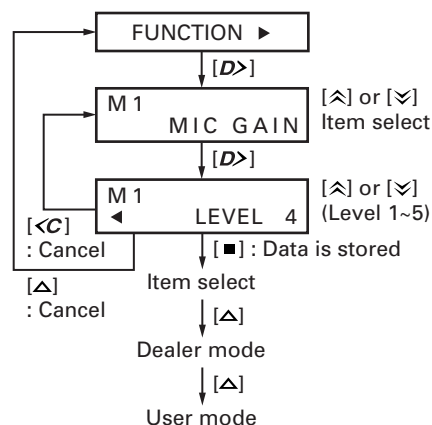 FUNCTION ▶
[D>]
M 1
MIC GAIN
[︽] or [︾]
Item select
[D>]
M 1
◀ LEVEL 4
[︽] or [︾]
(Level 1~5)
[<C]
: Cancel
[■] : Data is stored
[△]
: Cancel
Item select
[△]
Dealer mode
[△]
User mode